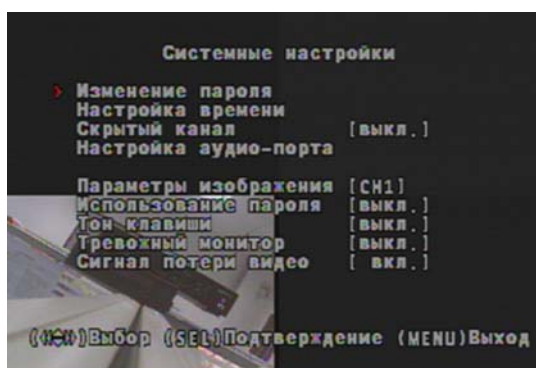 Системные настройки
Изменение пароля
Настройка времени
Скрытый канал [выкл.]
Настройка аудио-порта
Параметры изображения [CH1]
Использование пароля [выкл.]
Тон клавиши [выкл.]
Тревожный монитор [выкл.]
Сигнал потери видео [ вкл.]
Выбор (SEL)Подтверждение (MENU)Выход